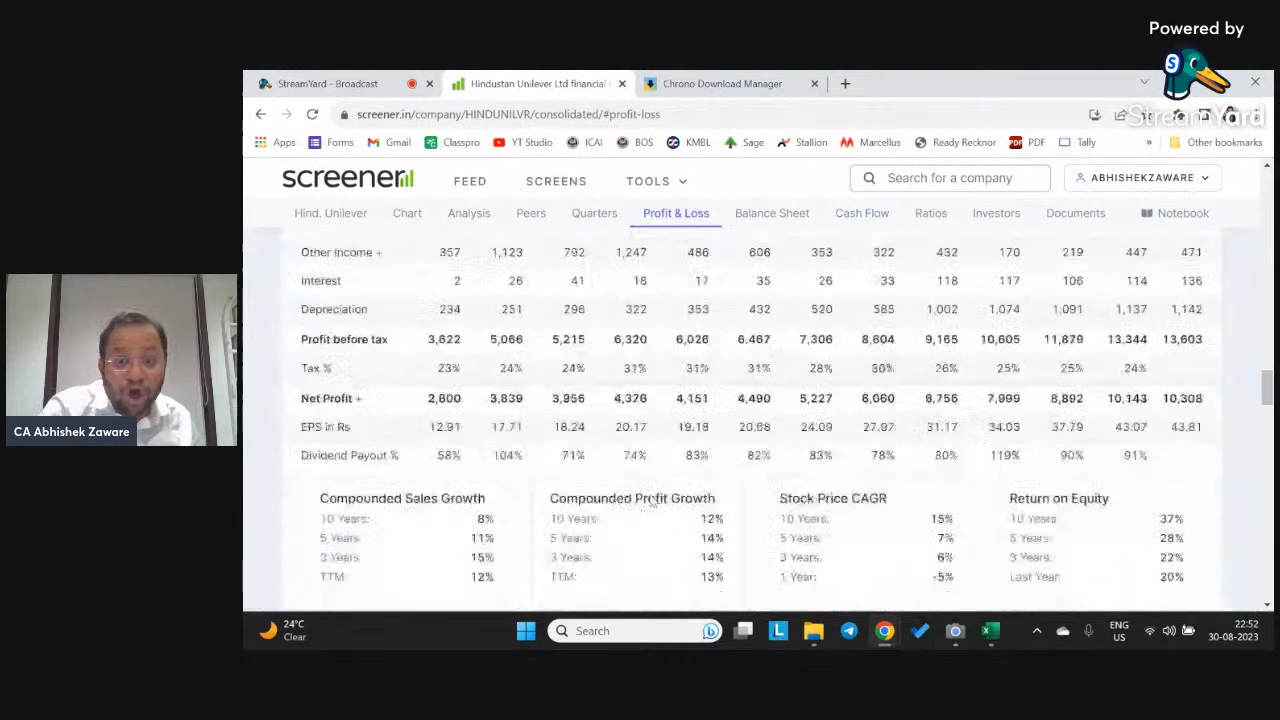 Powered by
StreamYard
StreamYard - Broadcast
Hindustan Unilever Ltd financial
Chrono Download Manager
screener.in/company/HINDUNILVR/consolidated/#profit-loss
Apps Forms Gmail Classpro YT Studio ICAI BOS KMBL Sage Stallion Marcellus Ready Recknor PDF Tally » Other bookmarks
screener FEED SCREENS TOOLS Search for a company ABHISHEKZAWARE
Hind. Unilever Chart Analysis Peers Quarters Profit & Loss Balance Sheet Cash Flow Ratios Investors Documents Notebook
Other Income + 357 1,123 792 1,247 486 606 353 322 432 170 219 447 471
Interest 2 26 41 18 17 35 26 33 118 117 106 114 136
Depreciation 234 251 296 322 353 432 520 585 1,002 1,074 1,091 1,137 1,142
Profit before tax 3,622 5,066 5,215 6,320 6,026 6,467 7,306 8,604 9,165 10,605 11,879 13,344 13,603
Tax % 23% 24% 24% 31% 31% 31% 28% 30% 26% 25% 25% 24%
Net Profit + 2,800 3,839 3,956 4,376 4,151 4,490 5,227 6,060 6,756 7,999 8,892 10,143 10,308
EPS in Rs 12.91 17.71 18.24 20.17 19.18 20.68 24.09 27.97 31.17 34.03 37.79 43.07 43.81
Dividend Payout % 58% 104% 71% 74% 83% 82% 83% 78% 80% 119% 90% 91%
CA Abhishek Zaware
Compounded Sales Growth Compounded Profit Growth Stock Price CAGR Return on Equity
10 Years: 8% 10 Years: 12% 10 Years: 15% 10 Years 37%
5 Years 11% 5 Years: 14% 5 Years: 7% 5 Years: 28%
3 Years 15% 3 Years: 14% 3 Years: 6% 3 Years: 22%
TTM: 12% TTM: 13% 1 Year: -5% Last Year: 20%
24°C
Clear
Search
ENG
US
22:52
30-08-2023